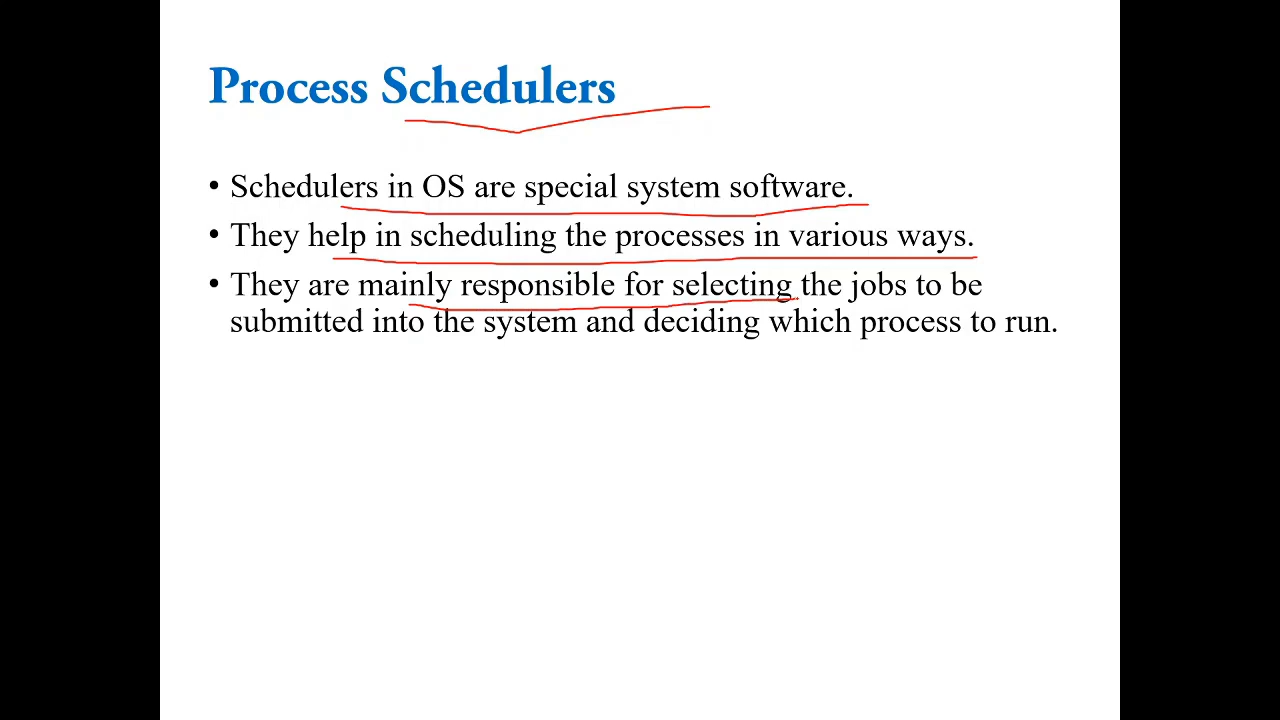 Process Schedulers
• Schedulers in OS are special system software.
• They help in scheduling the processes in various ways.
• They are mainly responsible for selecting the jobs to be
submitted into the system and deciding which process to run.